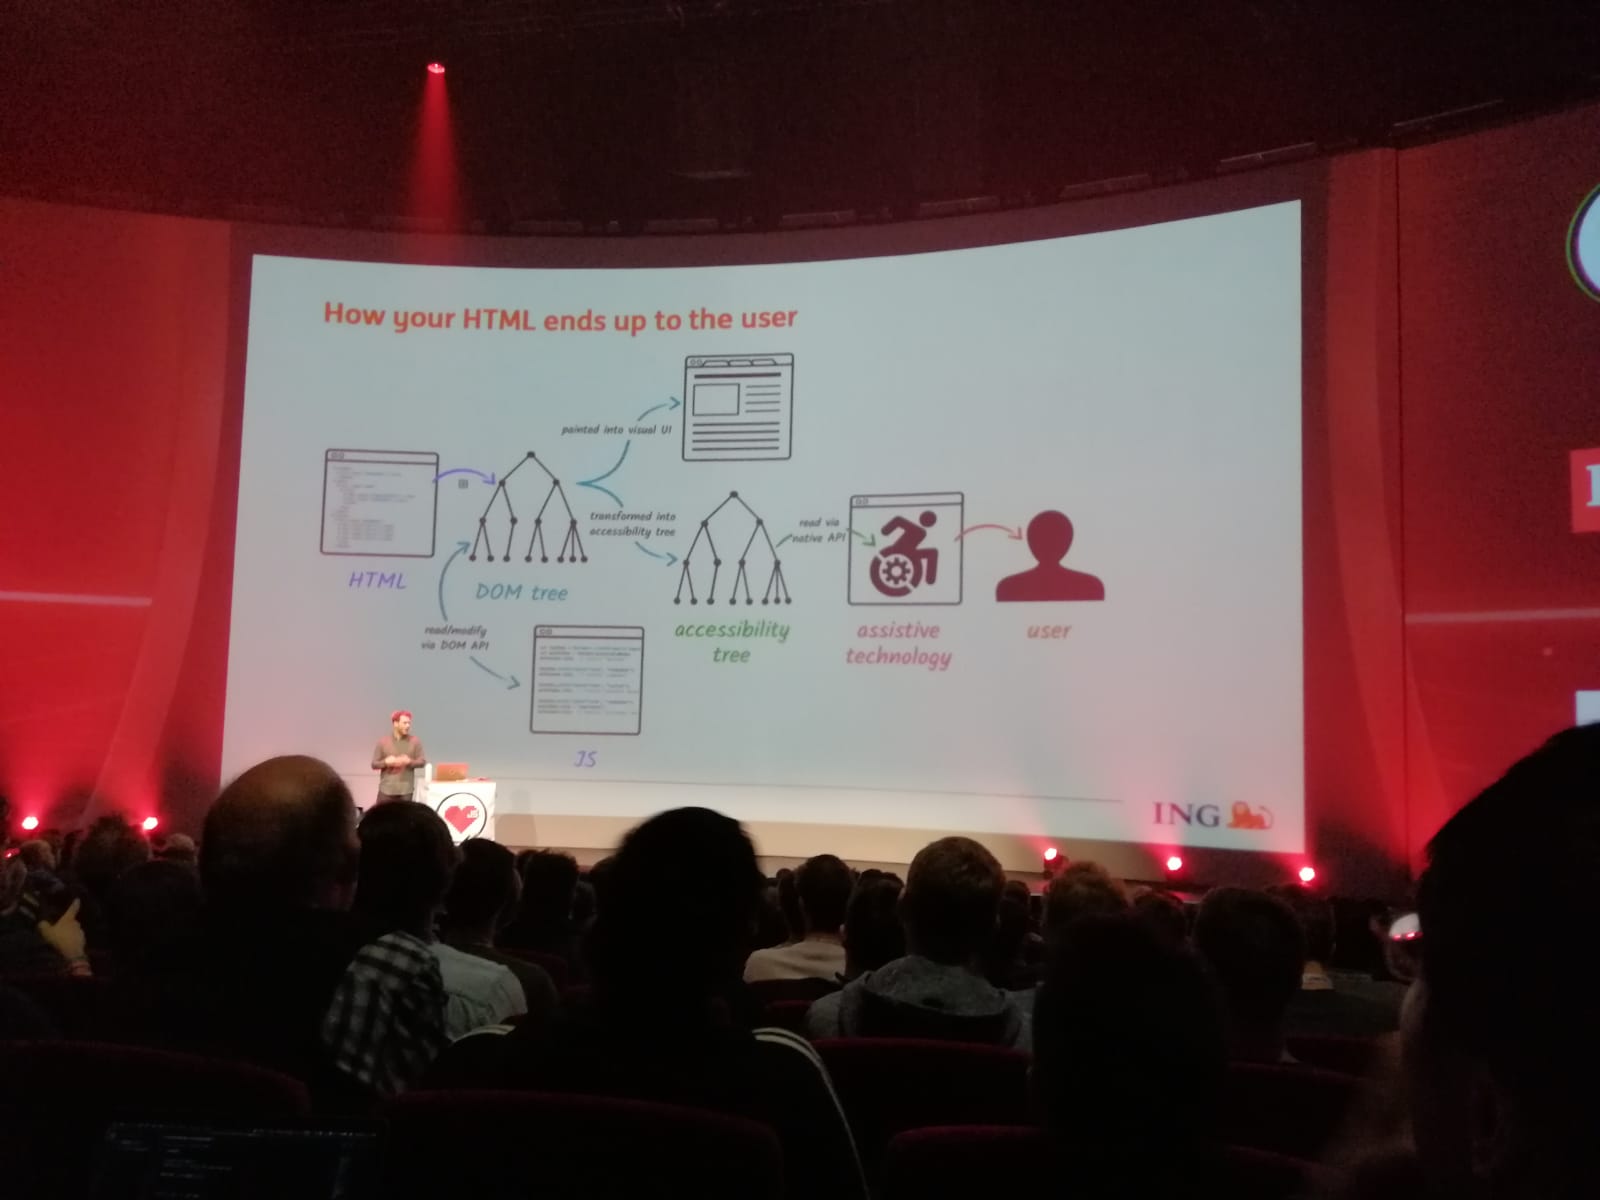 How your HTML ends up to the user
painted into visual UI
transformed into
accessibility tree
read via
native API
HTML
DOM tree
read/modify
via DOM API
accessibility
tree
assistive
technology
user
JS
JS
ING